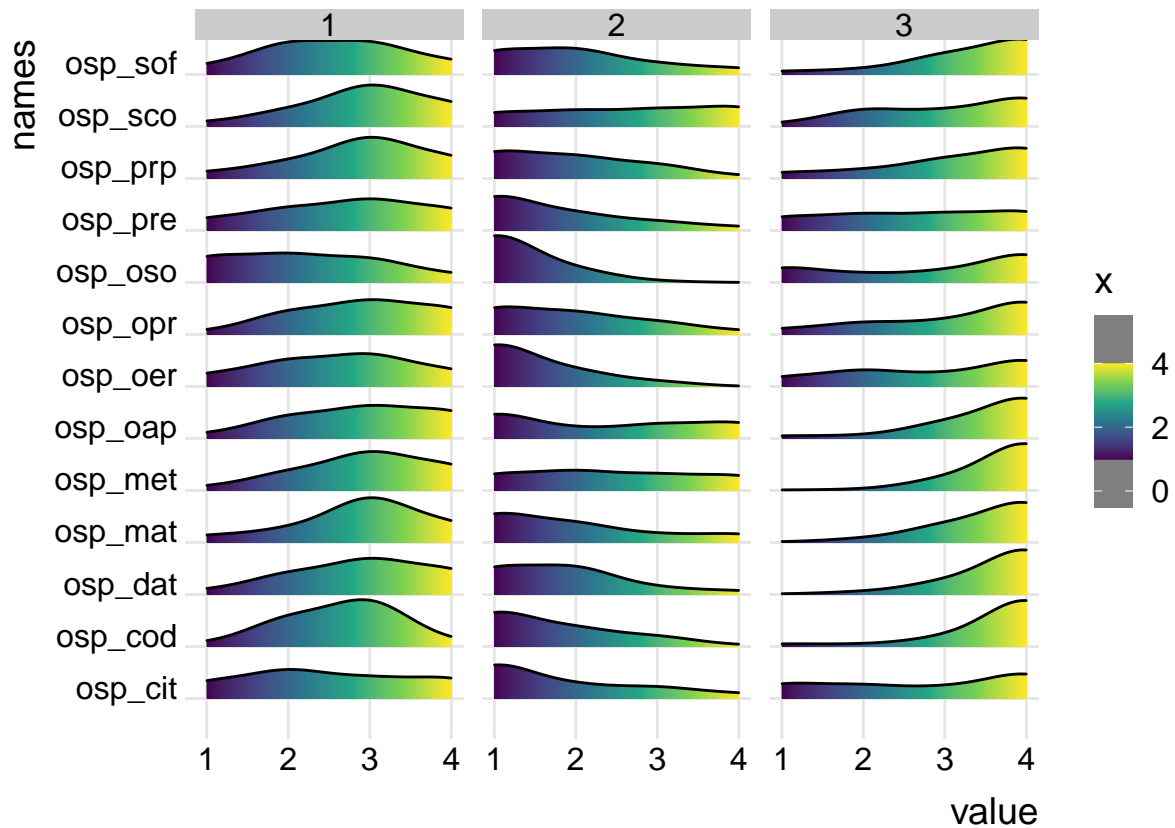 1 2 3
names
osp_sof
osp_sco
osp_prp
osp_pre
osp_oso
osp_opr
osp_oer
osp_oap
osp_met
osp_mat
osp_dat
osp_cod
osp_cit
1 2 3 4 1 2 3 4 1 2 3 4
value
x
4
2
0